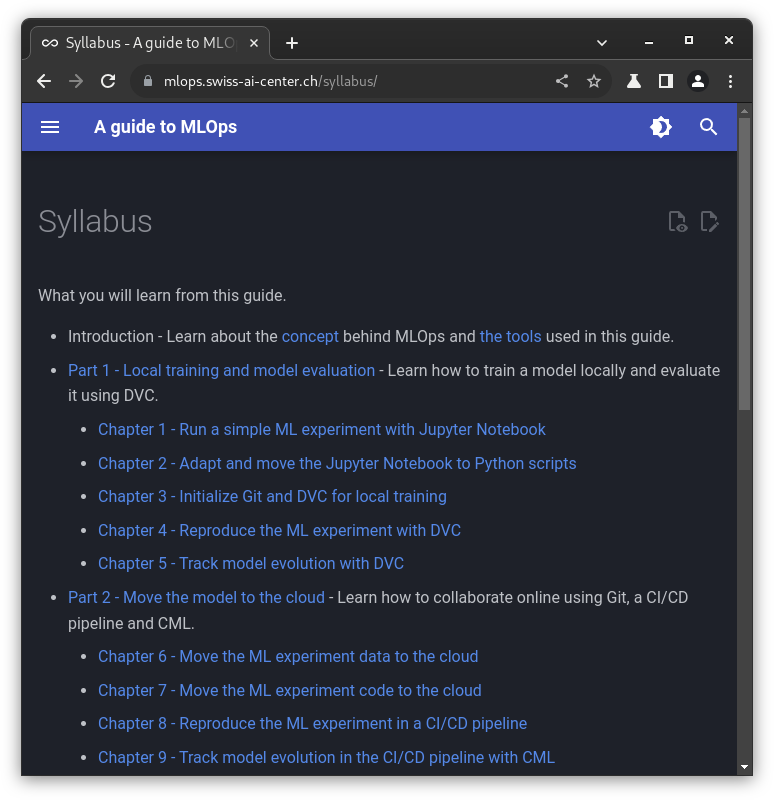 Syllabus - A guide to MLO
mlops.swiss-ai-center.ch/syllabus/
A guide to MLOps
Syllabus
What you will learn from this guide.
Introduction - Learn about the concept behind MLOps and the tools used in this guide.
Part 1 - Local training and model evaluation - Learn how to train a model locally and evaluate
it using DVC.
Chapter 1 - Run a simple ML experiment with Jupyter Notebook
Chapter 2 - Adapt and move the Jupyter Notebook to Python scripts
Chapter 3 - Initialize Git and DVC for local training
Chapter 4 - Reproduce the ML experiment with DVC
Chapter 5 - Track model evolution with DVC
Part 2 - Move the model to the cloud - Learn how to collaborate online using Git, a CI/CD
pipeline and CML.
Chapter 6 - Move the ML experiment data to the cloud
Chapter 7 - Move the ML experiment code to the cloud
Chapter 8 - Reproduce the ML experiment in a CI/CD pipeline
Chapter 9 - Track model evolution in the CI/CD pipeline with CML